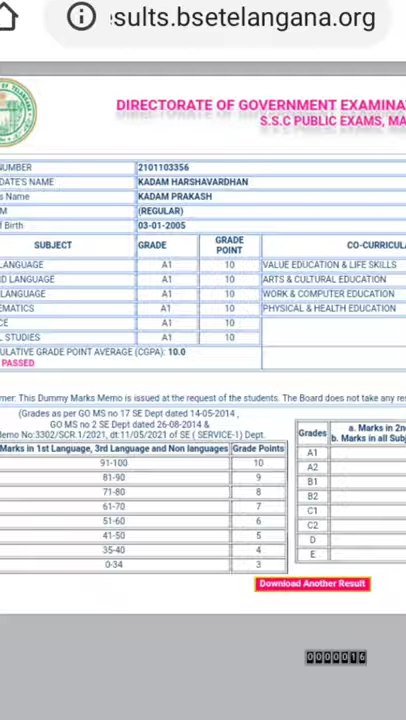 sults.bsetelangana.org
DIRECTORATE OF GOVERNMENT EXAMINA
S.S.C PUBLIC EXAMS, MA
NUMBER 2101103356
DATE'S NAME KADAM HARSHAVARDHAN
s Name KADAM PRAKASH
M (REGULAR)
f Birth 03-01-2005
SUBJECT GRADE GRADE POINT CO-CURRICULA
LANGUAGE A1 10 VALUE EDUCATION & LIFE SKILLS
ND LANGUAGE A1 10 ARTS & CULTURAL EDUCATION
LANGUAGE A1 10 WORK & COMPUTER EDUCATION
EMATICS A1 10 PHYSICAL & HEALTH EDUCATION
CE A1 10
L STUDIES A1 10
ULATIVE GRADE POINT AVERAGE (CGPA): 10.0
PASSED
mer: This Dummy Marks Memo is issued at the request of the students. The Board does not take any res
(Grades as per GO MS no 17 SE Dept dated 14-05-2014 ,
GO MS no 2 SE Dept dated 26-08-2014 &
emo No:3302/SCR.1/2021, dt:11/05/2021 of SE ( SERVICE-1) Dept.
Marks in 1st Language, 3rd Language and Non languages Grade Points
91-100 10
81-90 9
71-80 8
61-70 7
51-60 6
41-50 5
35-40 4
0-34 3
Grades a. Marks in 2n
b. Marks in all Subj
A1
A2
B1
B2
C1
C2
D
E
Download Another Result
0000016